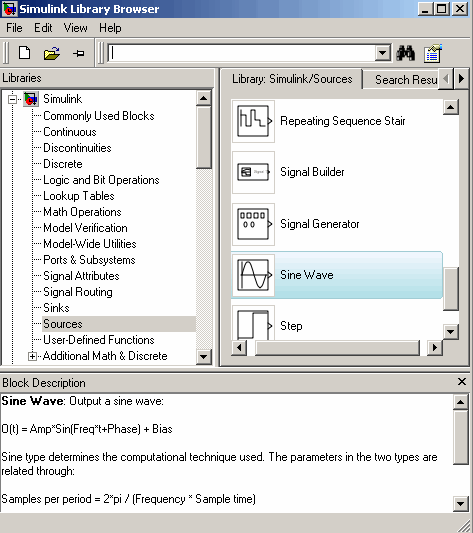 Simulink Library Browser
File Edit View Help
Libraries
Simulink
Commonly Used Blocks
Continuous
Discontinuities
Discrete
Logic and Bit Operations
Lookup Tables
Math Operations
Model Verification
Model-Wide Utilities
Ports & Subsystems
Signal Attributes
Signal Routing
Sinks
Sources
User-Defined Functions
Additional Math & Discrete
Library: Simulink/Sources
Search Resu
Repeating Sequence Stair
Signal Builder
Signal Generator
Sine Wave
Step
Block Description
Sine Wave: Output a sine wave:
O(t) = Amp*Sin(Freq*t+Phase) + Bias
Sine type determines the computational technique used. The parameters in the two types are
related through:
Samples per period = 2*pi / (Frequency * Sample time)